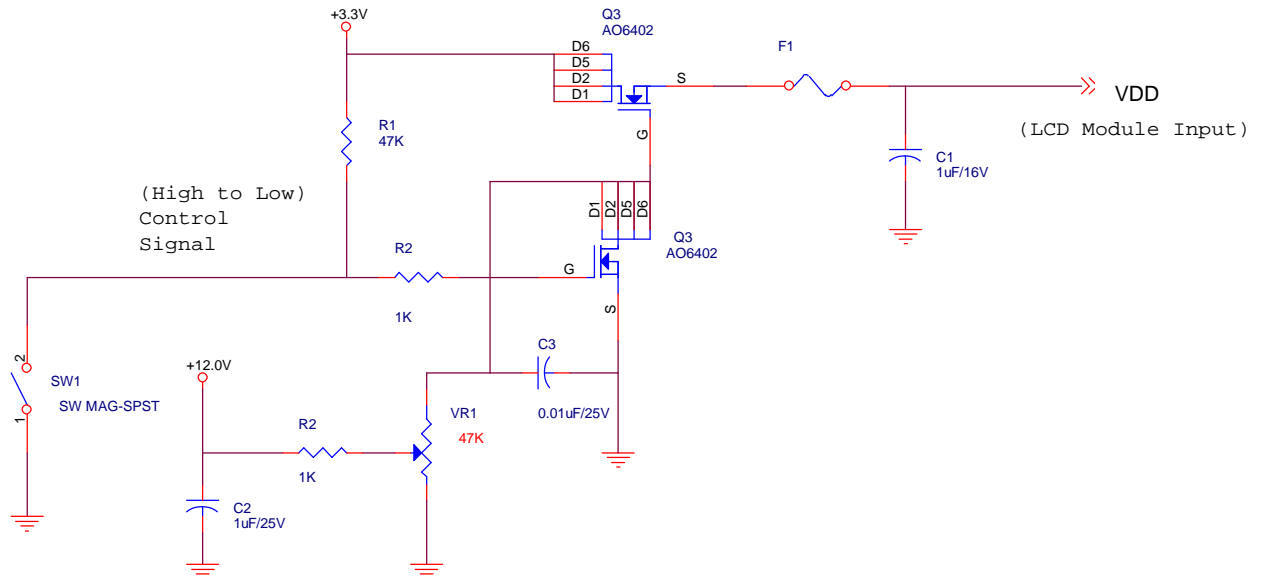 +3.3V
Q3
AO6402
D6
D5
D2
D1
S
G
F1
VDD
(LCD Module Input)
R1
47K
C1
1uF/16V
(High to Low)
Control
Signal
D1
D2
D5
D6
Q3
AO6402
R2
1K
G
S
2
1
SW1
SW MAG-SPST
+12.0V
C3
0.01uF/25V
VR1
47K
R2
1K
C2
1uF/25V